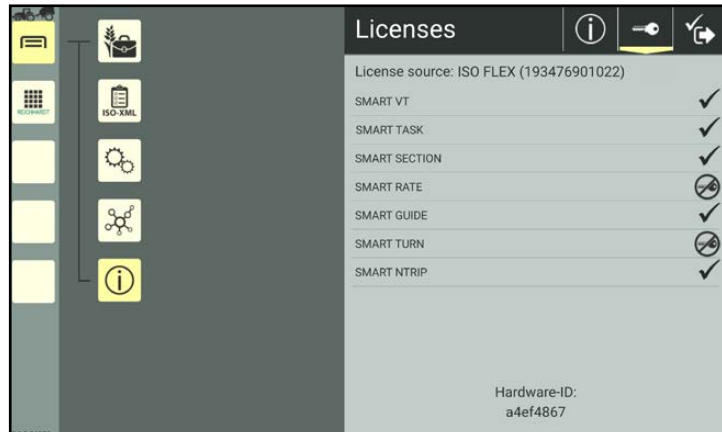 Licenses
License source: ISO FLEX (193476901022)
SMART VT
SMART TASK
SMART SECTION
SMART RATE
SMART GUIDE
SMART TURN
SMART NTRIP
Hardware-ID:
a4ef4867
ISO-XML
REICHHARDT